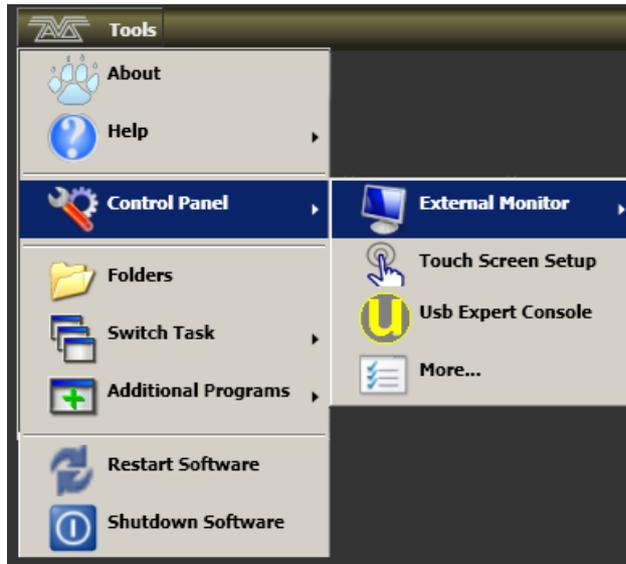 Tools
About
Help
Control Panel
Folders
Switch Task
Additional Programs
Restart Software
Shutdown Software
External Monitor
Touch Screen Setup
Usb Expert Console
More...